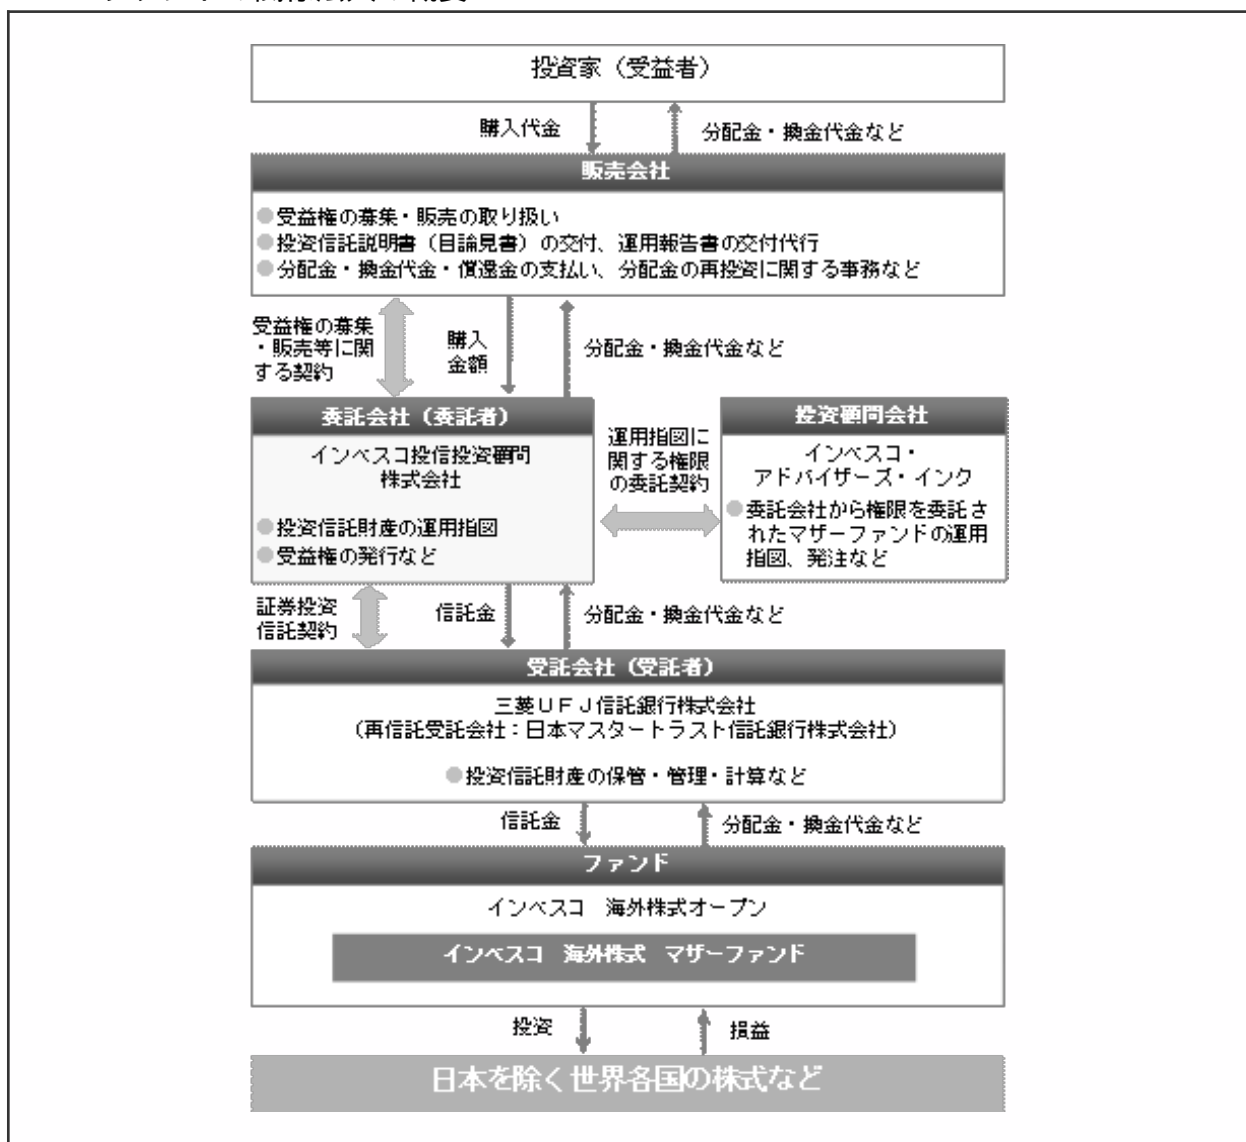 投資家（受益者）
購入代金
分配金・換金代金など
販売会社
●受益権の募集・販売の取り扱い
●投資信託説明書（目論見書）の交付、運用報告書の交付代行
●分配金・換金代金・償還金の支払い、分配金の再投資に関する事務など
受益権の募集
・販売等に関
する契約
購入
金額
分配金・換金代金など
委託会社（委託者）
インベスコ投信投資顧問
株式会社
●投資信託財産の運用指図
●受益権の発行など
運用指図に
関する権限
の委託契約
投資顧問会社
インベスコ・
アドバイザーズ・インク
●委託会社から権限を委託さ
れたマザーファンドの運用
指図、発注など
証券投資
信託契約
信託金
分配金・換金代金など
受託会社（受託者）
三菱ＵＦＪ信託銀行株式会社
（再信託受託会社：日本マスタートラスト信託銀行株式会社）
●投資信託財産の保管・管理・計算など
信託金
分配金・換金代金など
ファンド
インベスコ　海外株式オープン
インベスコ　海外株式　マザーファンド
投資
損益
日本を除く世界各国の株式など